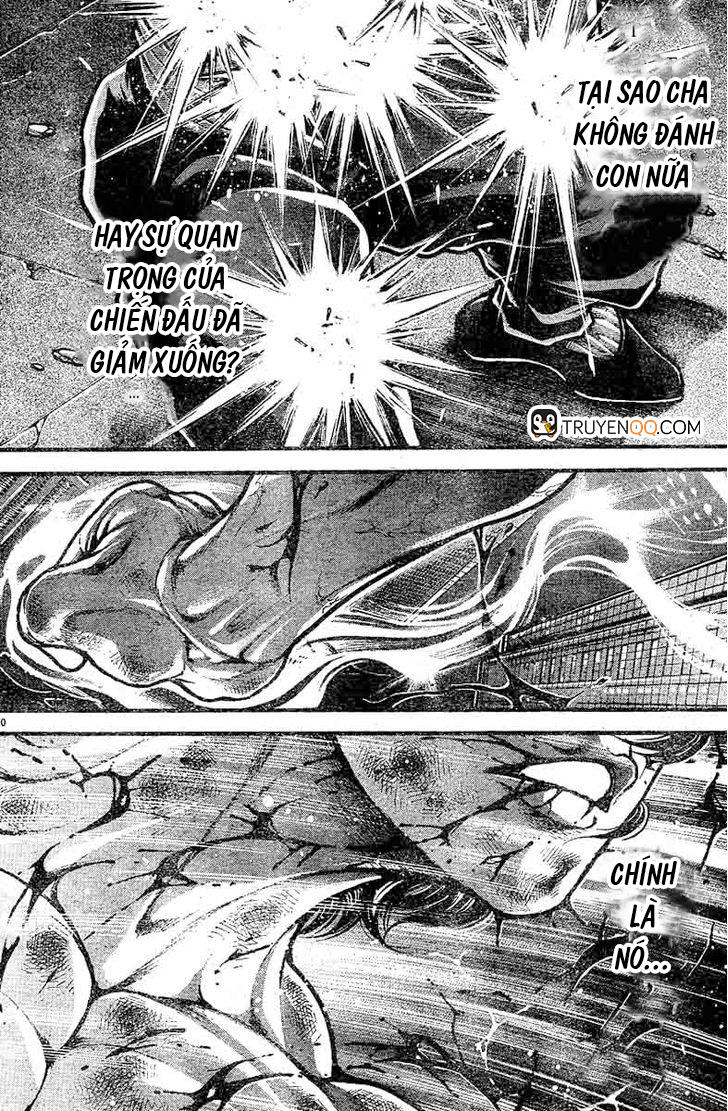 TẠI SAO CHA
KHÔNG ĐÁNH
CON NỮA
HAY SỰ QUAN
TRỌNG CỦA
CHIẾN ĐẤU ĐÃ
GIẢM XUỐNG?
...
TRUYENQQ.COM
0
CHÍNH
LÀ
NÓ...